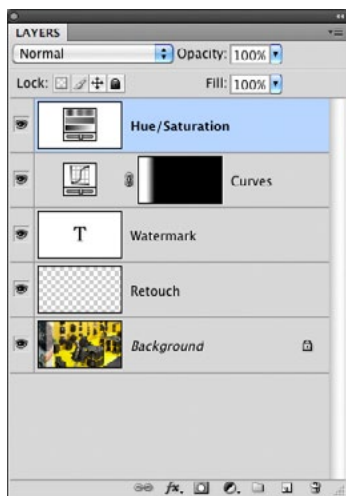 LAYERS
Normal Opacity: 100%
Lock: Fill: 100%
Hue/Saturation
Curves
T Watermark
Retouch
Background
fx.